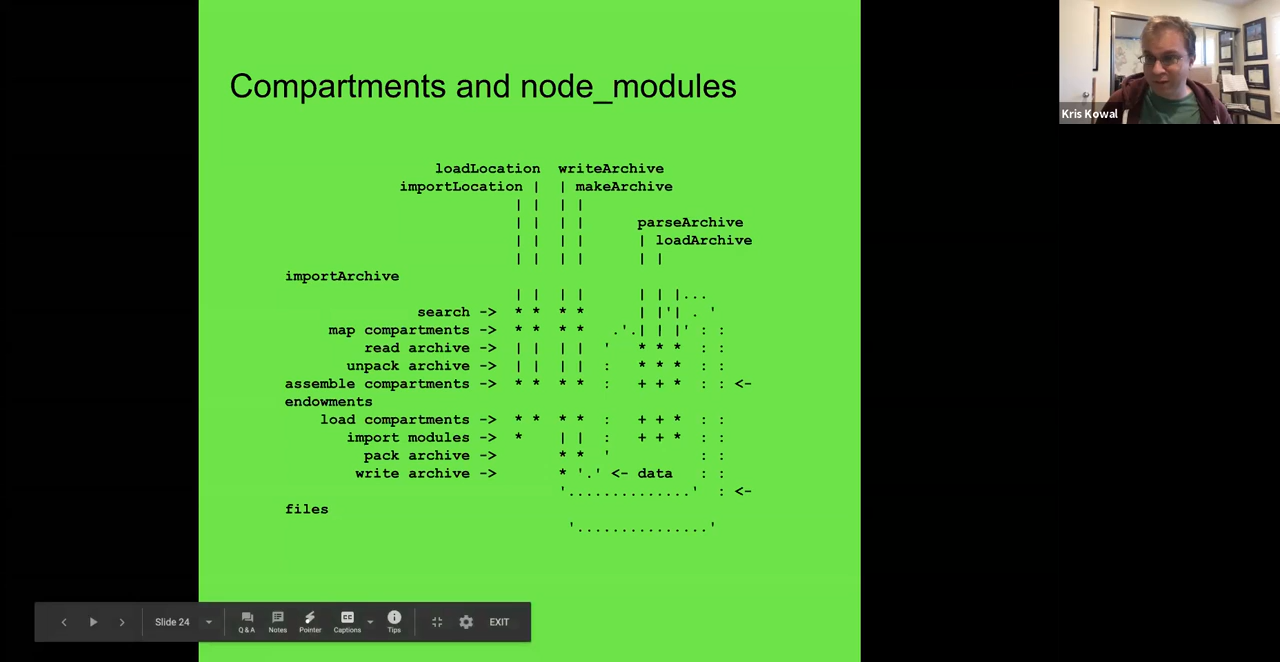 Compartments and node_modules
loadLocation  writeArchive
importLocation |  | makeArchive
| |  | |
| |  | |      parseArchive
| |  | |      | loadArchive
| |  | |      | |
importArchive
| |  | |      | | |...
search ->  * *  * *      | |'| . '
map compartments ->  * *  * *   .'.| | |' : :
read archive ->  | |  | |  '   * * *  : :
unpack archive ->  | |  | |  :   * * *  : :
assemble compartments ->  * *  * *  :   + + *  : : <-
endowments
load compartments ->  * *  * *  :   + + *  : :
import modules ->  *    | |  :   + + *  : :
pack archive ->       * *  '          : :
write archive ->       * '.' <- data   : :
'..............'  : <-
files
'...............'
Kris Kowal
Slide 24
Q & A
Notes
Pointer
Captions
Tips
EXIT
CC